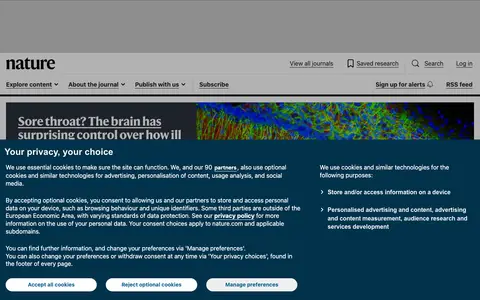 nature
View all journals
Saved research
Search
Log in
Explore content
About the journal
Publish with us
Subscribe
Sign up for alerts
RSS feed
Sore throat? The brain has
surprising control over how ill
Your privacy, your choice
We use essential cookies to make sure the site can function. We, and our 90 partners, also use optional
cookies and similar technologies for advertising, personalisation of content, usage analysis, and social
media.
By accepting optional cookies, you consent to allowing us and our partners to store and access personal
data on your device, such as browsing behaviour and unique identifiers. Some third parties are outside of the
European Economic Area, with varying standards of data protection. See our privacy policy for more
information on the use of your personal data. Your consent choices apply to nature.com and applicable
subdomains.
You can find further information, and change your preferences via 'Manage preferences'.
You can also change your preferences or withdraw consent at any time via 'Your privacy choices', found in
the footer of every page.
Accept all cookies
Reject optional cookies
Manage preferences
We use cookies and similar technologies for the
following purposes:
Store and/or access information on a device
Personalised advertising and content, advertising
and content measurement, audience research and
services development